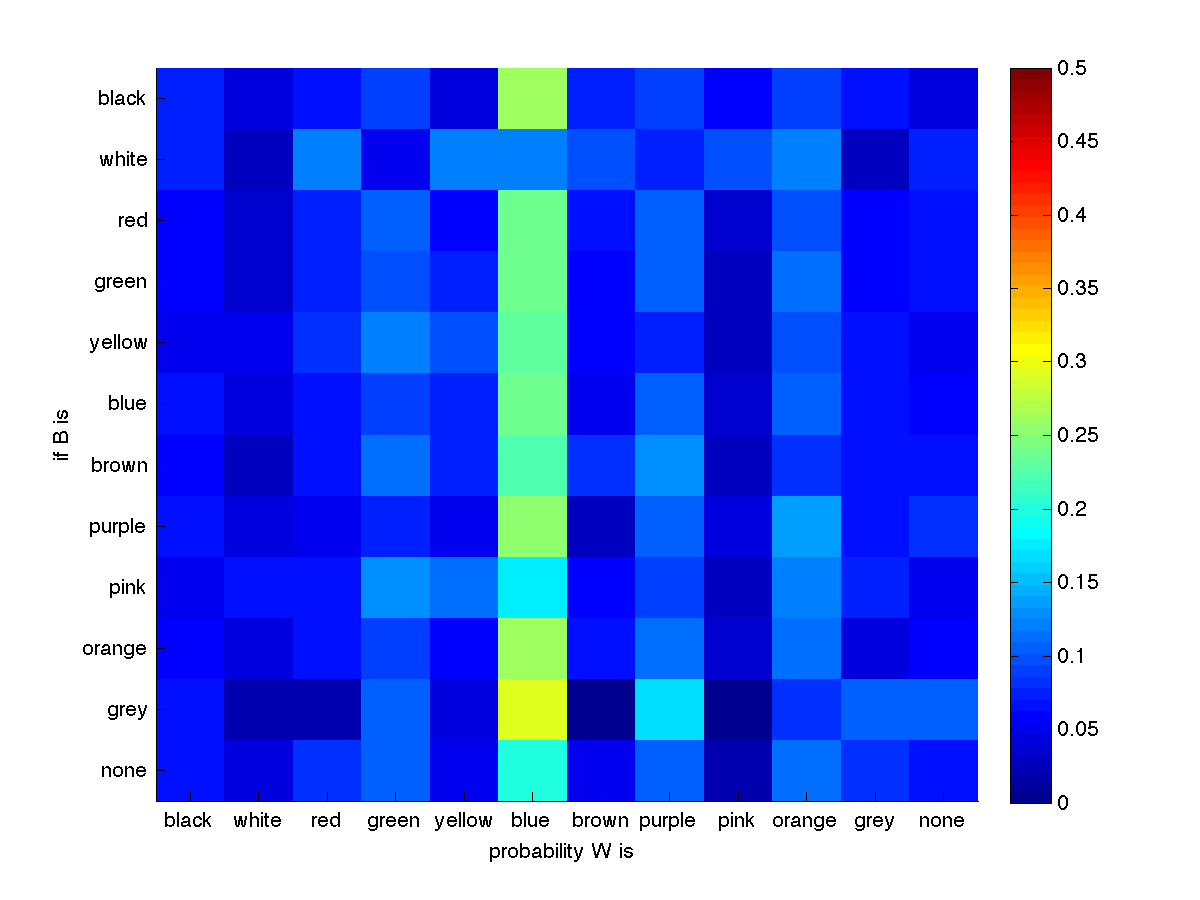 black
white
red
green
yellow
blue
brown
purple
pink
orange
grey
none
if B is
black white red green yellow blue brown purple pink orange grey none
probability W is
0.5
0.45
0.4
0.35
0.3
0.25
0.2
0.15
0.1
0.05
0